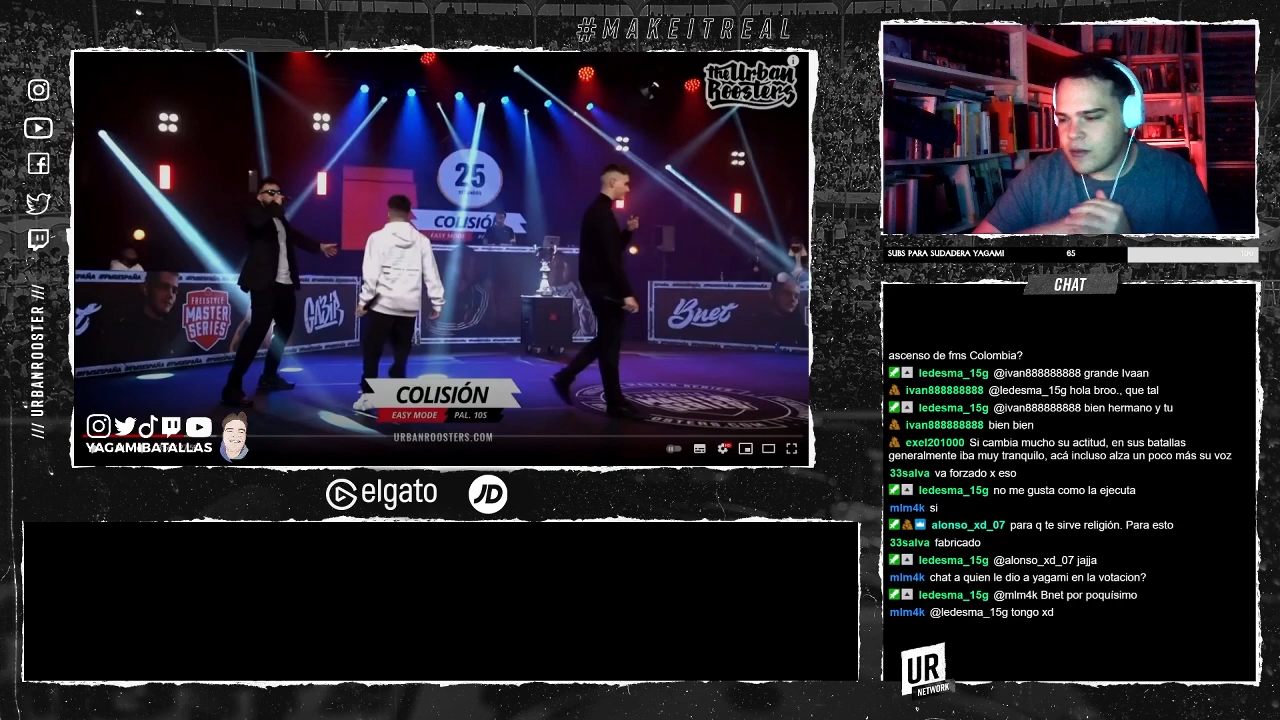 #MAKEITREAL
the Urban Roosters
25
COLISIÓN
EASY MODE
FREESTYLE
MASTER
SERIES
GAZIR
Bnet
COLISIÓN
EASY MODE PAL. 10S
URBANROOSTERS.COM
YAGAMIBATALLAS
/// URBANROOSTER ///
elgato
JD
SUBS PARA SUDADERA YAGAMI 65 100
CHAT
ascenso de fms Colombia?
ledesma_15g @ivan888888888 grande Ivaan
ivan888888888 @ledesma_15g hola broo., que tal
ledesma_15g @ivan888888888 bien hermano y tu
ivan888888888 bien bien
exel201000 Si cambia mucho su actitud, en sus batallas
generalmente iba muy tranquilo, acá incluso alza un poco más su voz
33salva va forzado x eso
ledesma_15g no me gusta como la ejecuta
mlm4k si
alonso_xd_07 para q te sirve religión. Para esto
33salva fabricado
ledesma_15g @alonso_xd_07 jajja
mlm4k chat a quien le dio a yagami en la votacion?
ledesma_15g @mlm4k Bnet por poquísimo
mlm4k @ledesma_15g tongo xd
UR
NETWORK